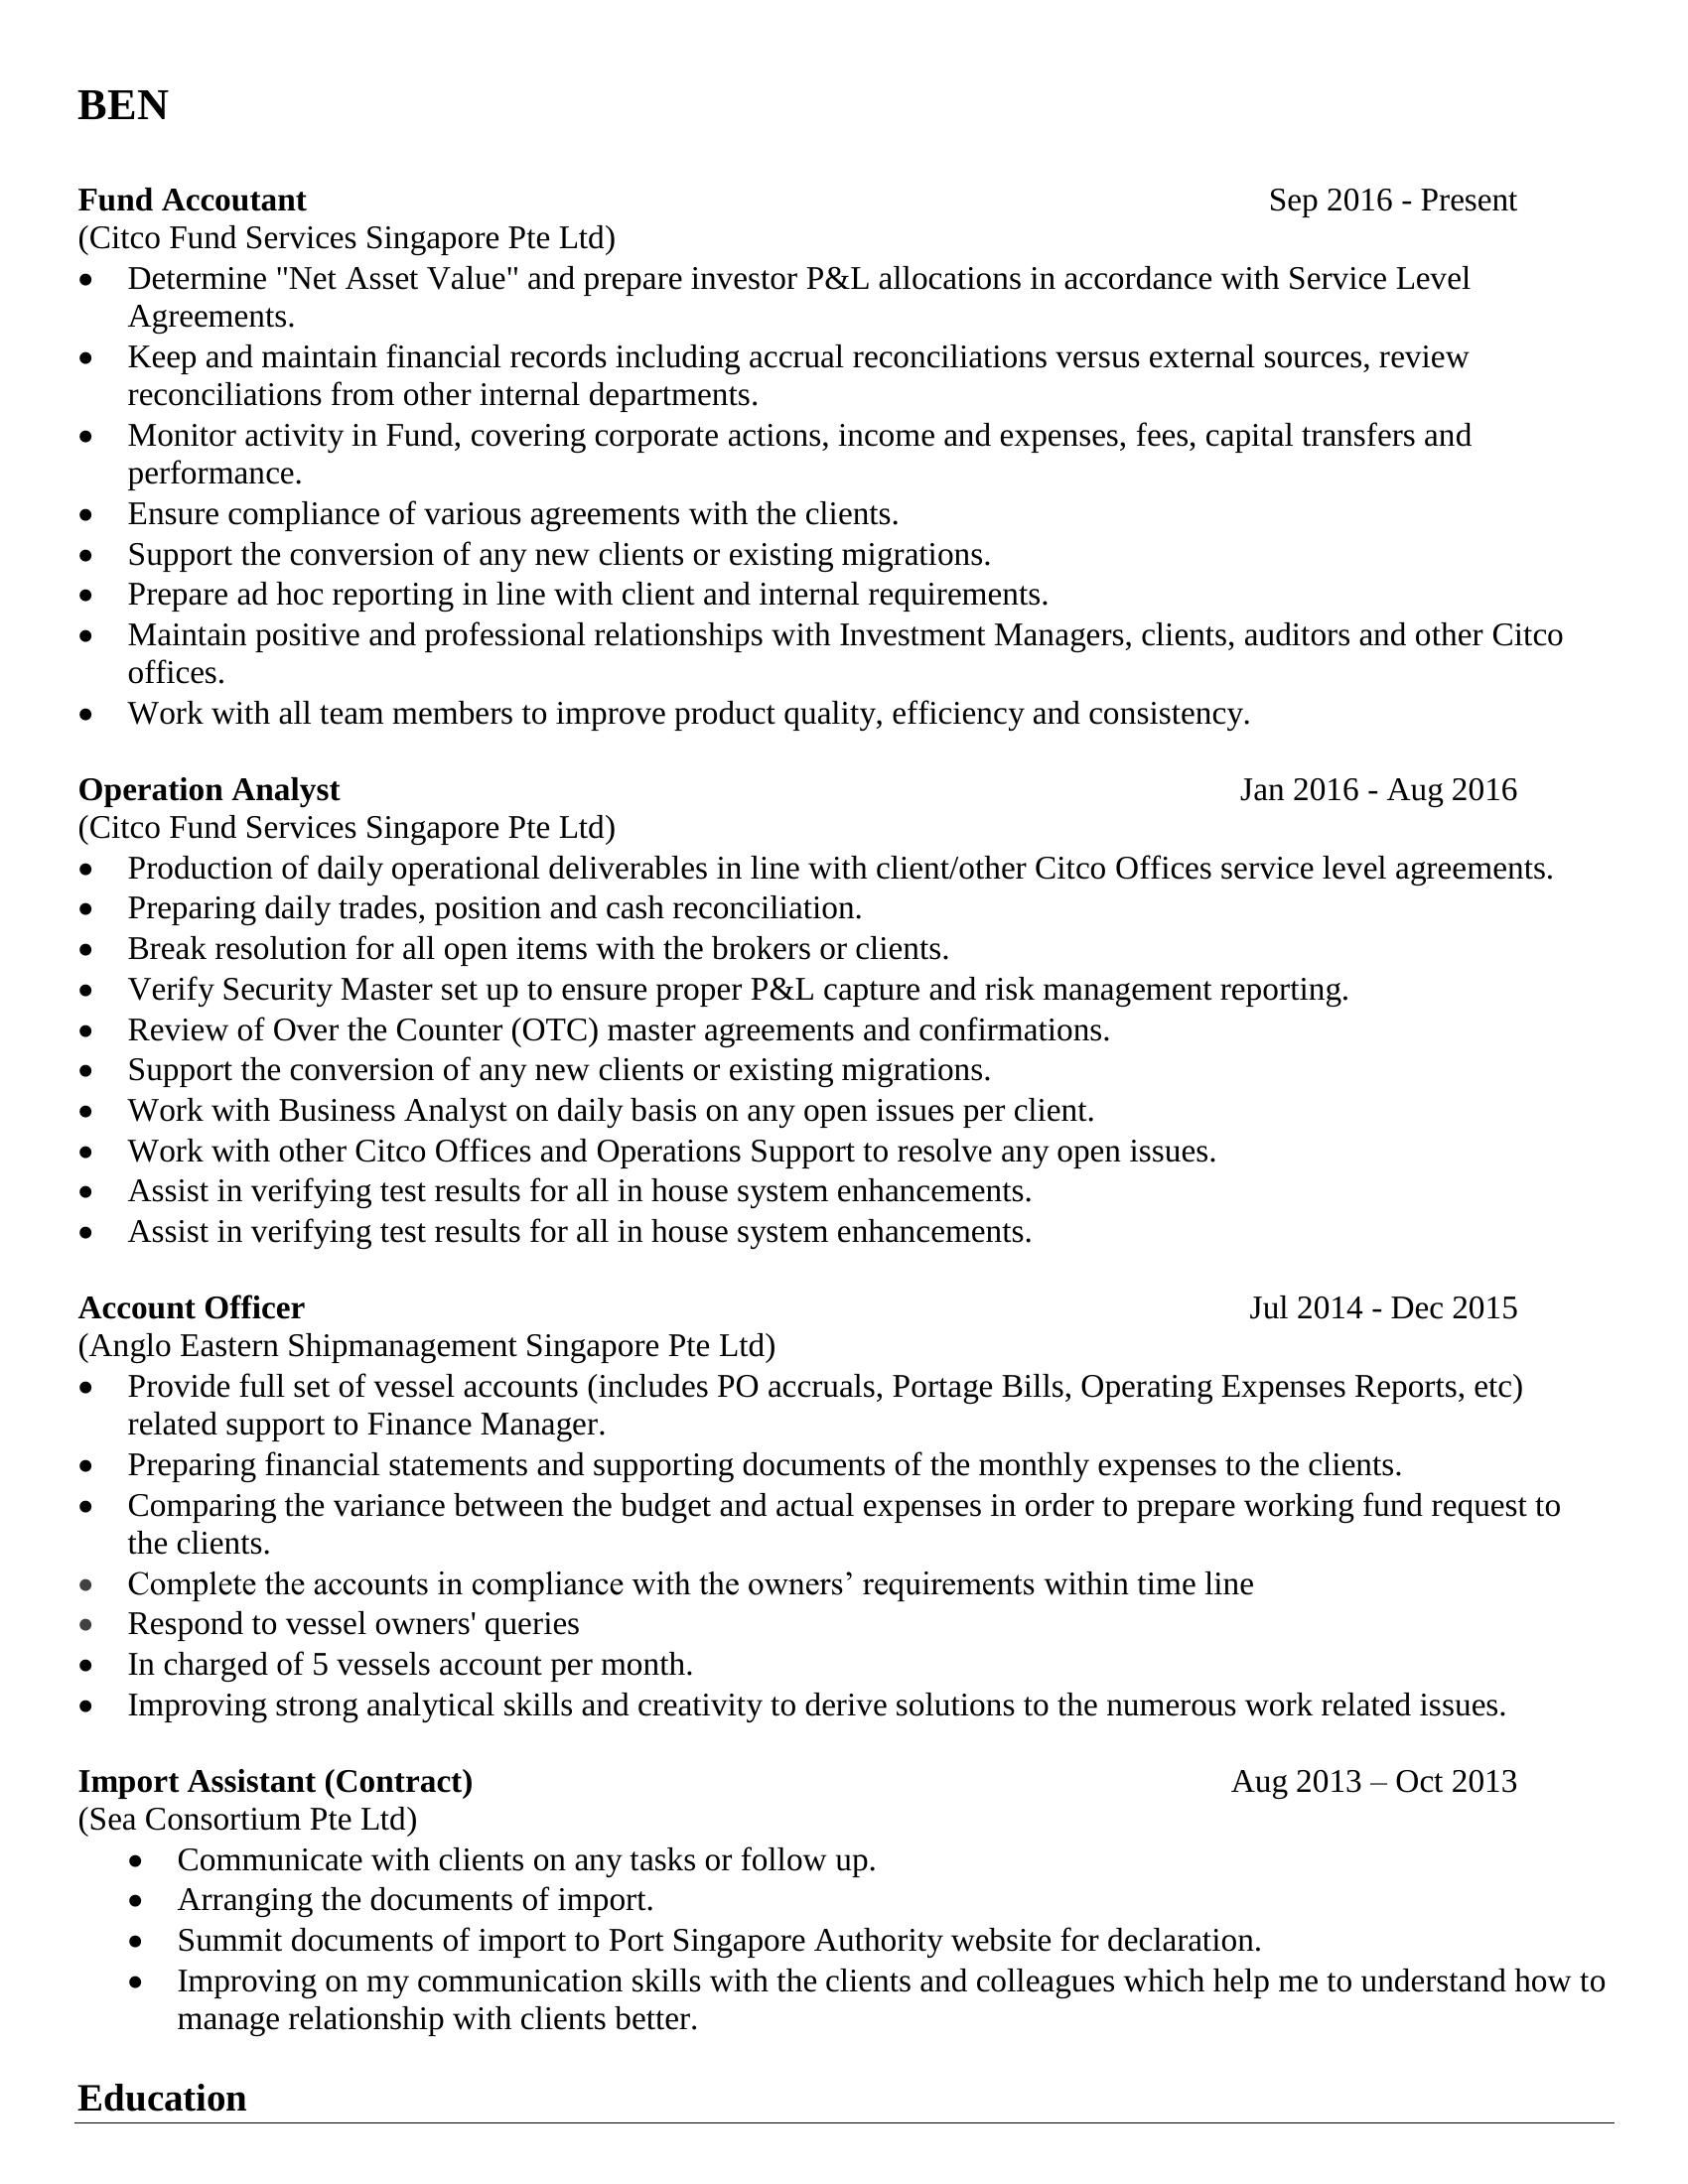 BEN
Fund Accoutant Sep 2016 - Present
(Citco Fund Services Singapore Pte Ltd)
• Determine "Net Asset Value" and prepare investor P&L allocations in accordance with Service Level
Agreements.
• Keep and maintain financial records including accrual reconciliations versus external sources, review
reconciliations from other internal departments.
• Monitor activity in Fund, covering corporate actions, income and expenses, fees, capital transfers and
performance.
• Ensure compliance of various agreements with the clients.
• Support the conversion of any new clients or existing migrations.
• Prepare ad hoc reporting in line with client and internal requirements.
• Maintain positive and professional relationships with Investment Managers, clients, auditors and other Citco
offices.
• Work with all team members to improve product quality, efficiency and consistency.
Operation Analyst Jan 2016 - Aug 2016
(Citco Fund Services Singapore Pte Ltd)
• Production of daily operational deliverables in line with client/other Citco Offices service level agreements.
• Preparing daily trades, position and cash reconciliation.
• Break resolution for all open items with the brokers or clients.
• Verify Security Master set up to ensure proper P&L capture and risk management reporting.
• Review of Over the Counter (OTC) master agreements and confirmations.
• Support the conversion of any new clients or existing migrations.
• Work with Business Analyst on daily basis on any open issues per client.
• Work with other Citco Offices and Operations Support to resolve any open issues.
• Assist in verifying test results for all in house system enhancements.
• Assist in verifying test results for all in house system enhancements.
Account Officer Jul 2014 - Dec 2015
(Anglo Eastern Shipmanagement Singapore Pte Ltd)
• Provide full set of vessel accounts (includes PO accruals, Portage Bills, Operating Expenses Reports, etc)
related support to Finance Manager.
• Preparing financial statements and supporting documents of the monthly expenses to the clients.
• Comparing the variance between the budget and actual expenses in order to prepare working fund request to
the clients.
• Complete the accounts in compliance with the owners’ requirements within time line
• Respond to vessel owners' queries
• In charged of 5 vessels account per month.
• Improving strong analytical skills and creativity to derive solutions to the numerous work related issues.
Import Assistant (Contract) Aug 2013 – Oct 2013
(Sea Consortium Pte Ltd)
• Communicate with clients on any tasks or follow up.
• Arranging the documents of import.
• Summit documents of import to Port Singapore Authority website for declaration.
• Improving on my communication skills with the clients and colleagues which help me to understand how to
manage relationship with clients better.
Education